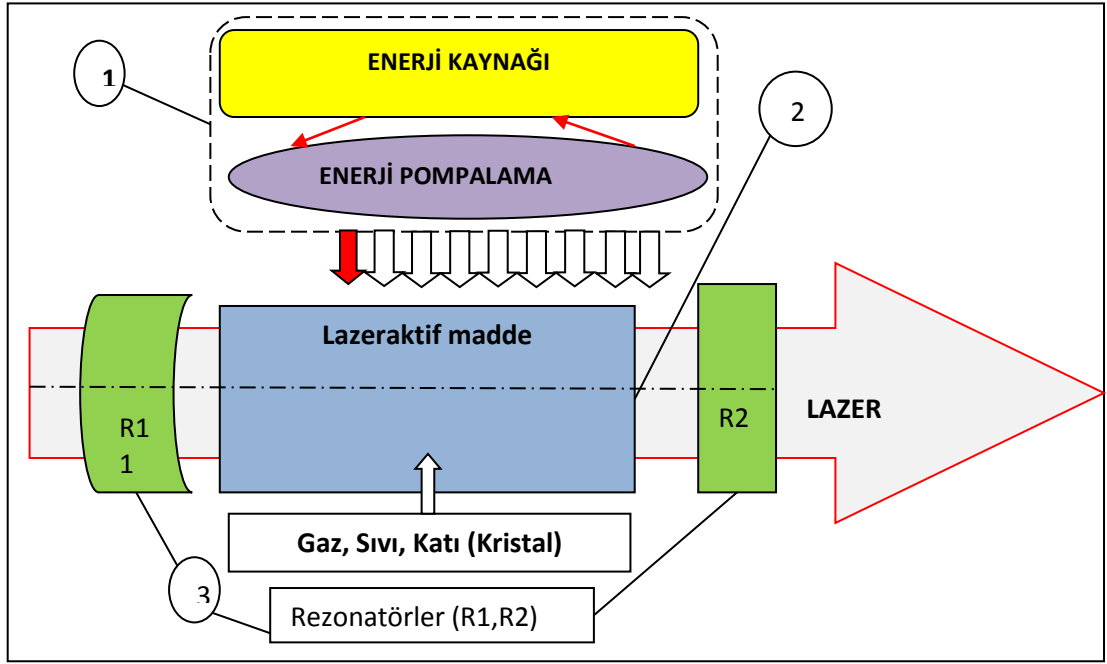 1
ENERJİ KAYNAĞI
2
ENERJİ POMPALAMA
Lazeraktif madde
R1
1
R2
LAZER
Gaz, Sıvı, Katı (Kristal)
3
Rezonatörler (R1,R2)